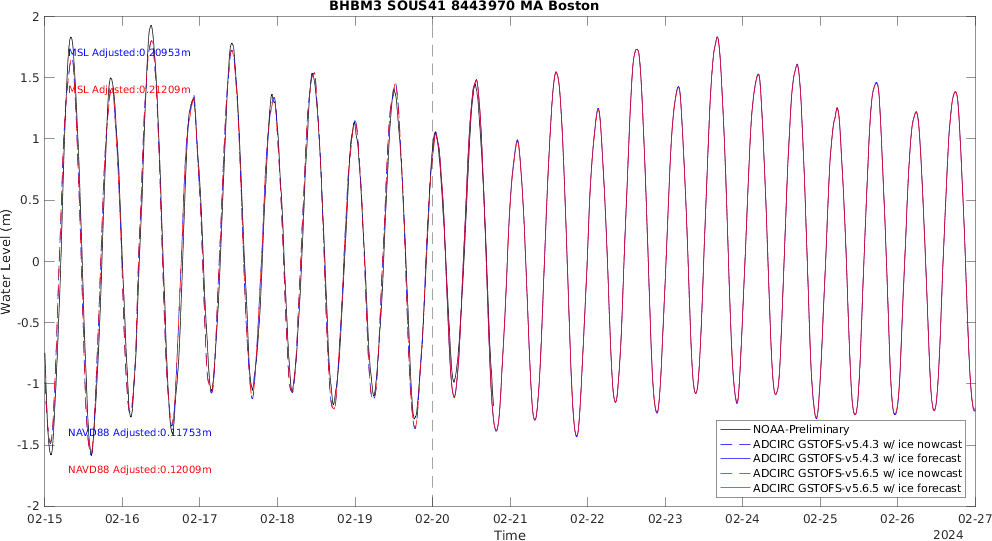 BHBM3 SOUS41 8443970 MA Boston
2
1.5
1
0.5
0
-0.5
-1
-1.5
-2
Water Level (m)
MSL Adjusted:0.20953m
MSL Adjusted:0.21209m
NAVD88 Adjusted:0.11753m
NAVD88 Adjusted:0.12009m
NOAA-Preliminary
ADCIRC GSTOFS-v5.4.3 w/ ice nowcast
ADCIRC GSTOFS-v5.4.3 w/ ice forecast
ADCIRC GSTOFS-v5.6.5 w/ ice nowcast
ADCIRC GSTOFS-v5.6.5 w/ ice forecast
02-15 02-16 02-17 02-18 02-19 02-20 02-21 02-22 02-23 02-24 02-25 02-26 02-27
Time
2024